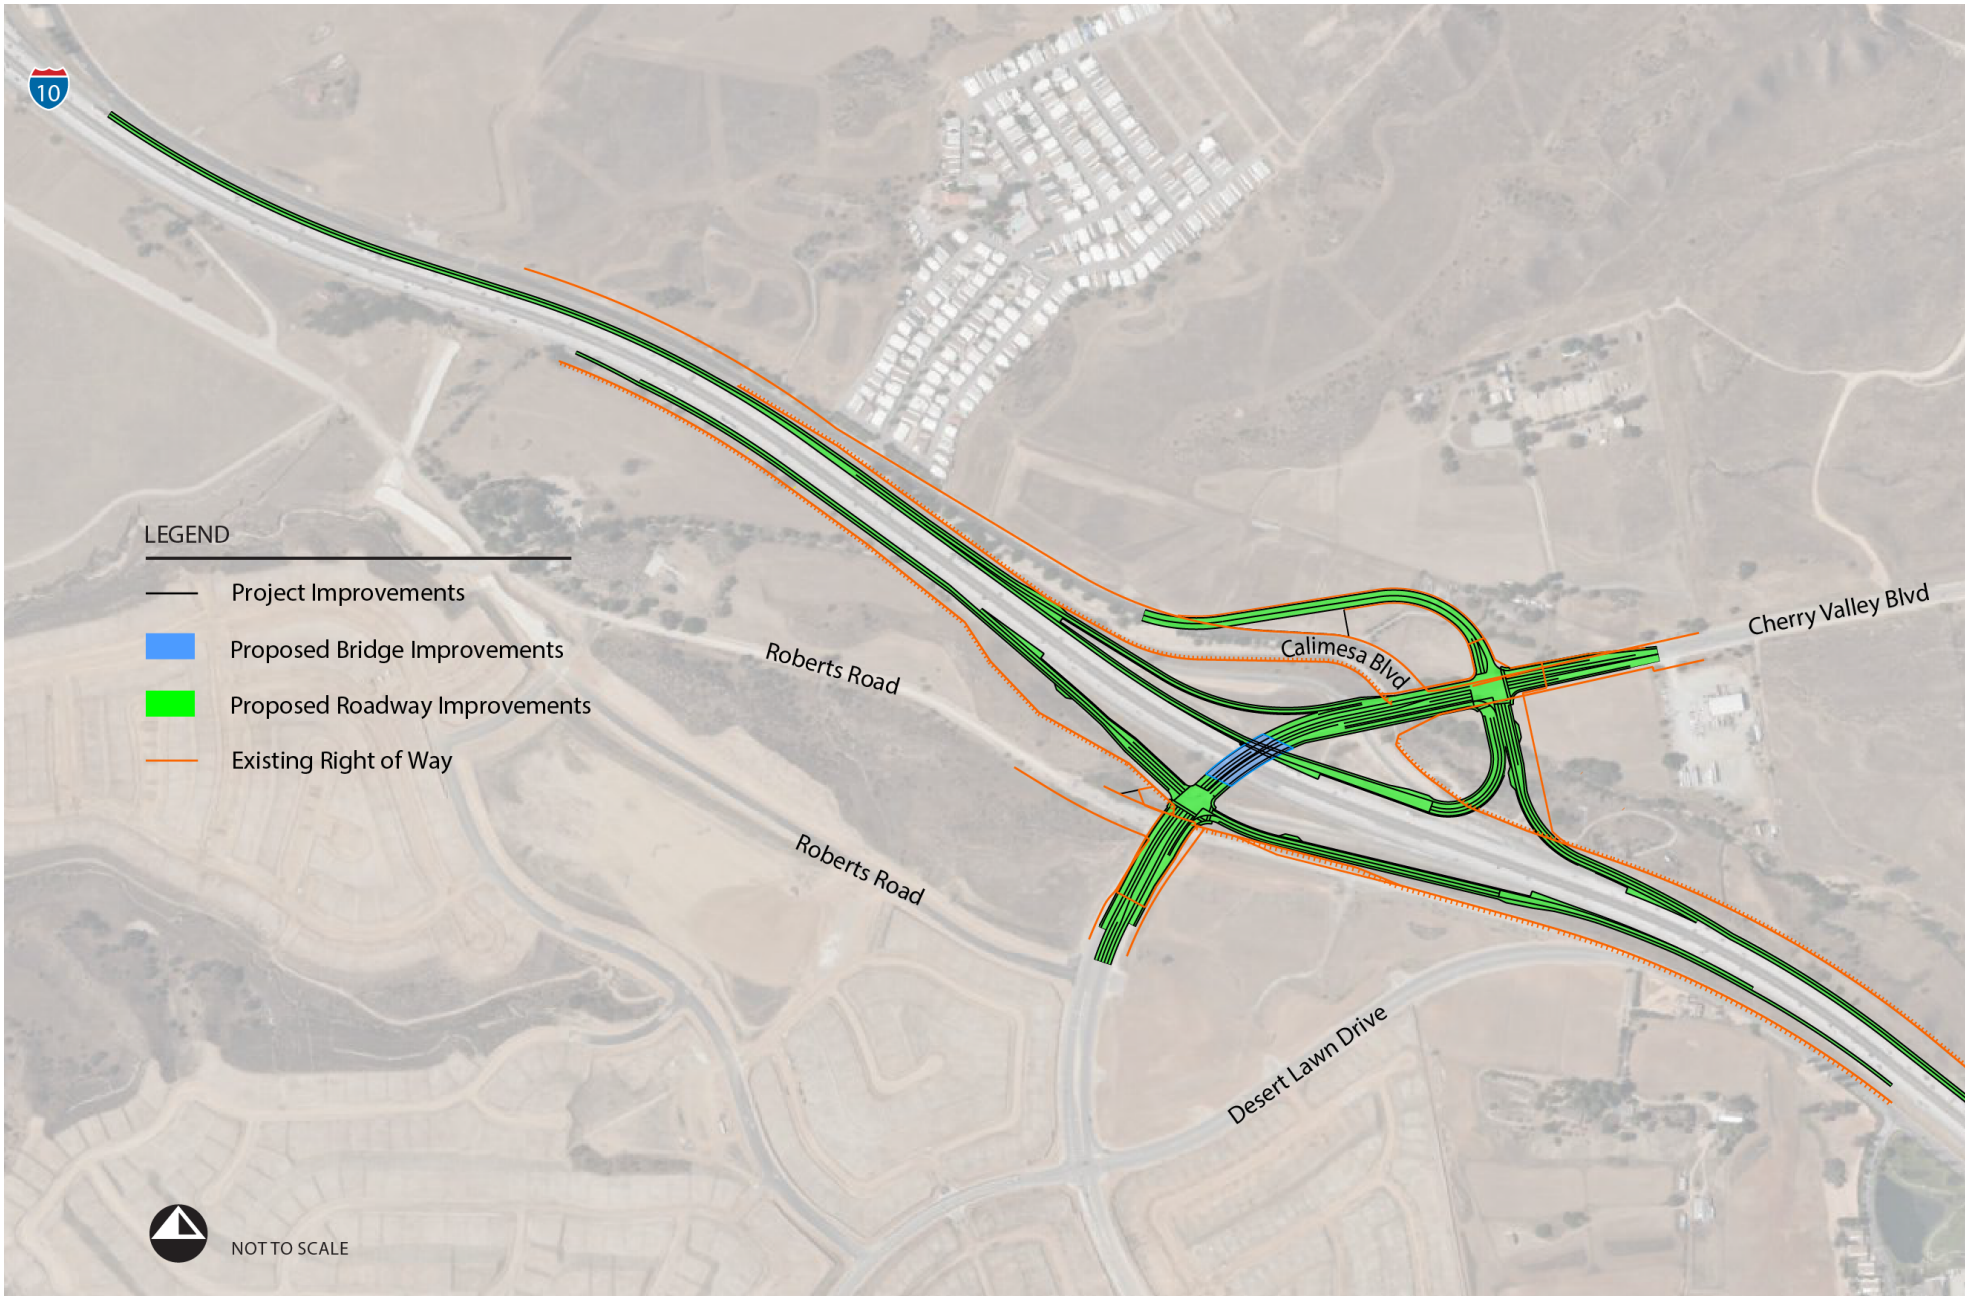 10
LEGEND
Project Improvements
Proposed Bridge Improvements
Proposed Roadway Improvements
Existing Right of Way
Cherry Valley Blvd
Calimesa Blvd
Roberts Road
Roberts Road
Desert Lawn Drive
NOT TO SCALE